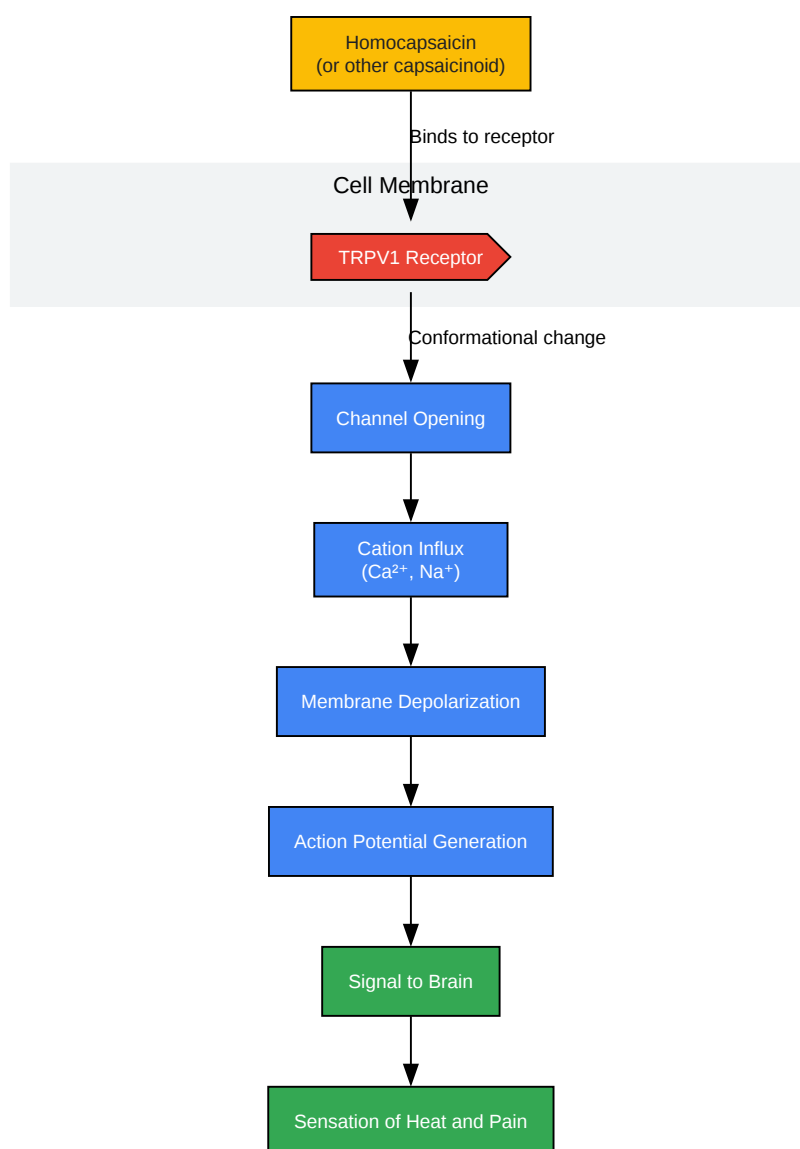 Homocapsaicin
(or other capsaicinoid)
Binds to receptor
Cell Membrane
TRPV1 Receptor
Conformational change
Channel Opening
Cation Influx
(Ca²⁺, Na⁺)
Membrane Depolarization
Action Potential Generation
Signal to Brain
Sensation of Heat and Pain